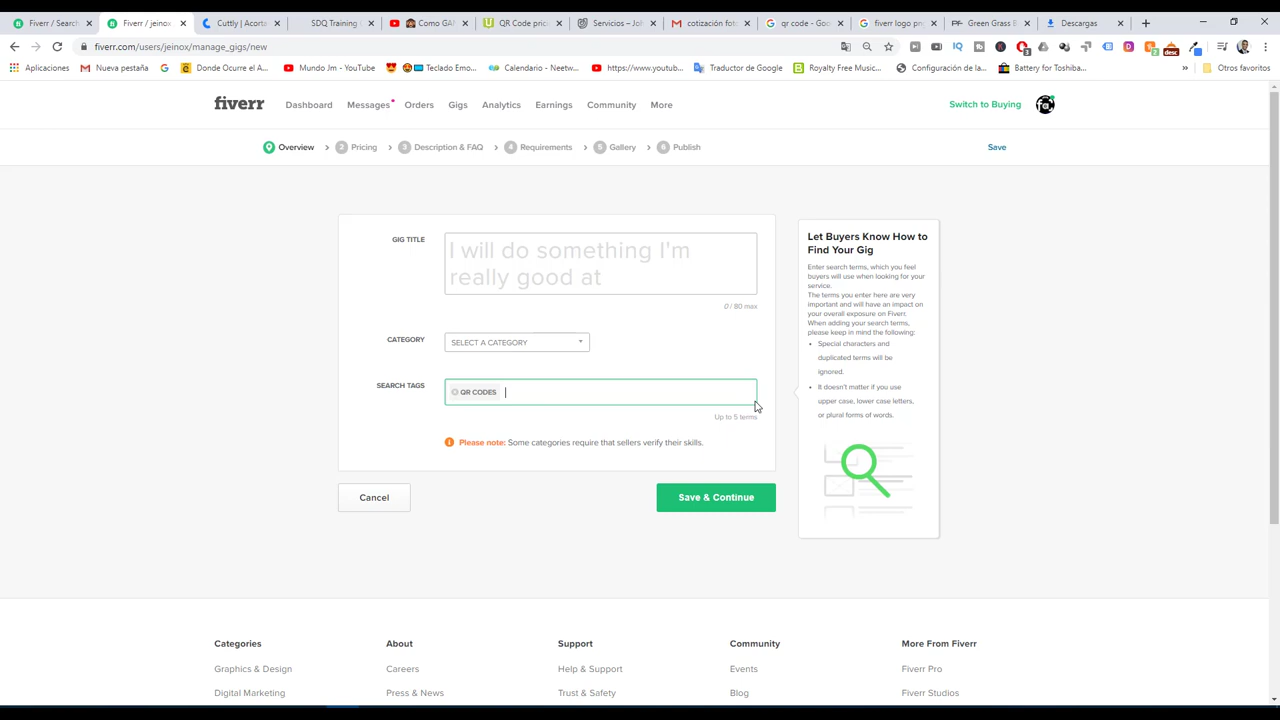 Fiverr / Search
Fiverr / jeinox
Cuttly | Acorta
SDQ Training
Como GA
QR Code pric
Servicios – Jo
cotización foto
qr code - Goo
fiverr logo pn
Green Grass B
Descargas
fiverr.com/users/jeinox/manage_gigs/new
Aplicaciones
Nueva pestaña
Donde Ocurre el A...
Mundo Jm - YouTube
Teclado Emo...
Calendario - Neetw...
https://www.youtub...
Traductor de Google
Royalty Free Music...
Configuración de la...
Battery for Toshiba...
»
Otros favoritos
fiverr
Dashboard
Messages
Orders
Gigs
Analytics
Earnings
Community
More
Switch to Buying
Overview
2 Pricing
3 Description & FAQ
4 Requirements
5 Gallery
6 Publish
Save
GIG TITLE
I will do something I'm
really good at
0 / 80 max
CATEGORY
SELECT A CATEGORY
SEARCH TAGS
QR CODES
Up to 5 terms
Please note: Some categories require that sellers verify their skills.
Cancel
Save & Continue
Let Buyers Know How to
Find Your Gig
Enter search terms, which you feel
buyers will use when looking for your
service.
The terms you enter here are very
important and will have an impact on
your overall exposure on Fiverr.
When adding your search terms,
please keep in mind the following:
• Special characters and
duplicated terms will be
ignored.
• It doesn't matter if you use
upper case, lower case letters,
or plural forms of words.
Categories
About
Support
Community
More From Fiverr
Graphics & Design
Careers
Help & Support
Events
Fiverr Pro
Digital Marketing
Press & News
Trust & Safety
Blog
Fiverr Studios